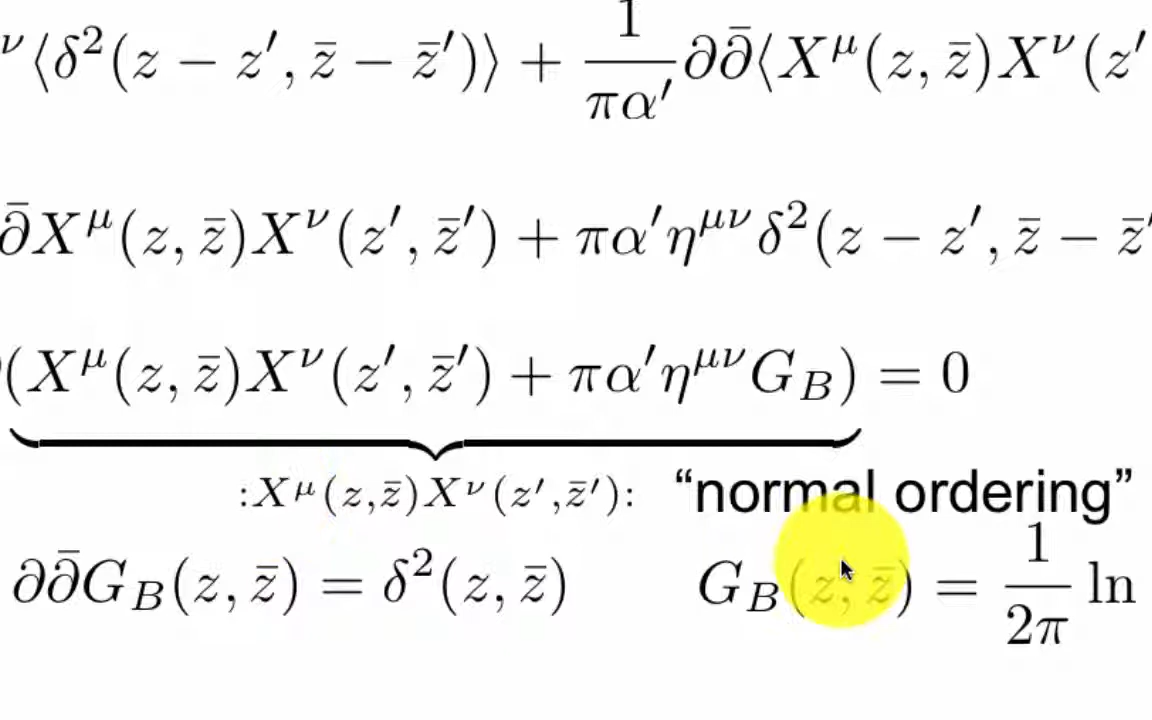 ν⟨δ²(z − z′, z̄ − z̄′)⟩ + 1/(πα′) ∂∂̄⟨X^μ(z, z̄)X^ν(z′
∂̄X^μ(z, z̄)X^ν(z′, z̄′) + πα′η^{μν}δ²(z − z′, z̄ − z̄′
(X^μ(z, z̄)X^ν(z′, z̄′) + πα′η^{μν}G_B) = 0
:X^μ(z,z̄)X^ν(z′,z̄′): “normal ordering”
∂∂̄G_B(z, z̄) = δ²(z, z̄) G_B(z, z̄) = 1/(2π) ln